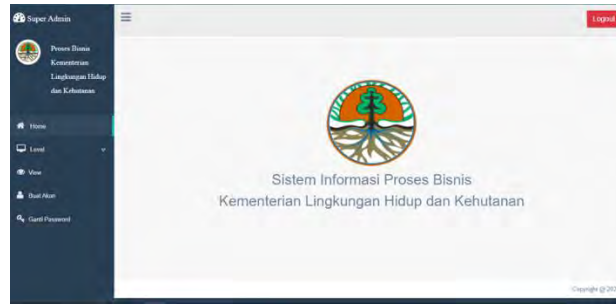 Super Admin
Logout
Proses Bisnis
Kementerian
Lingkungan Hidup
dan Kehutanan
Home
Level
View
Buat Akun
Ganti Password
Sistem Informasi Proses Bisnis
Kementerian Lingkungan Hidup dan Kehutanan
Copyright @